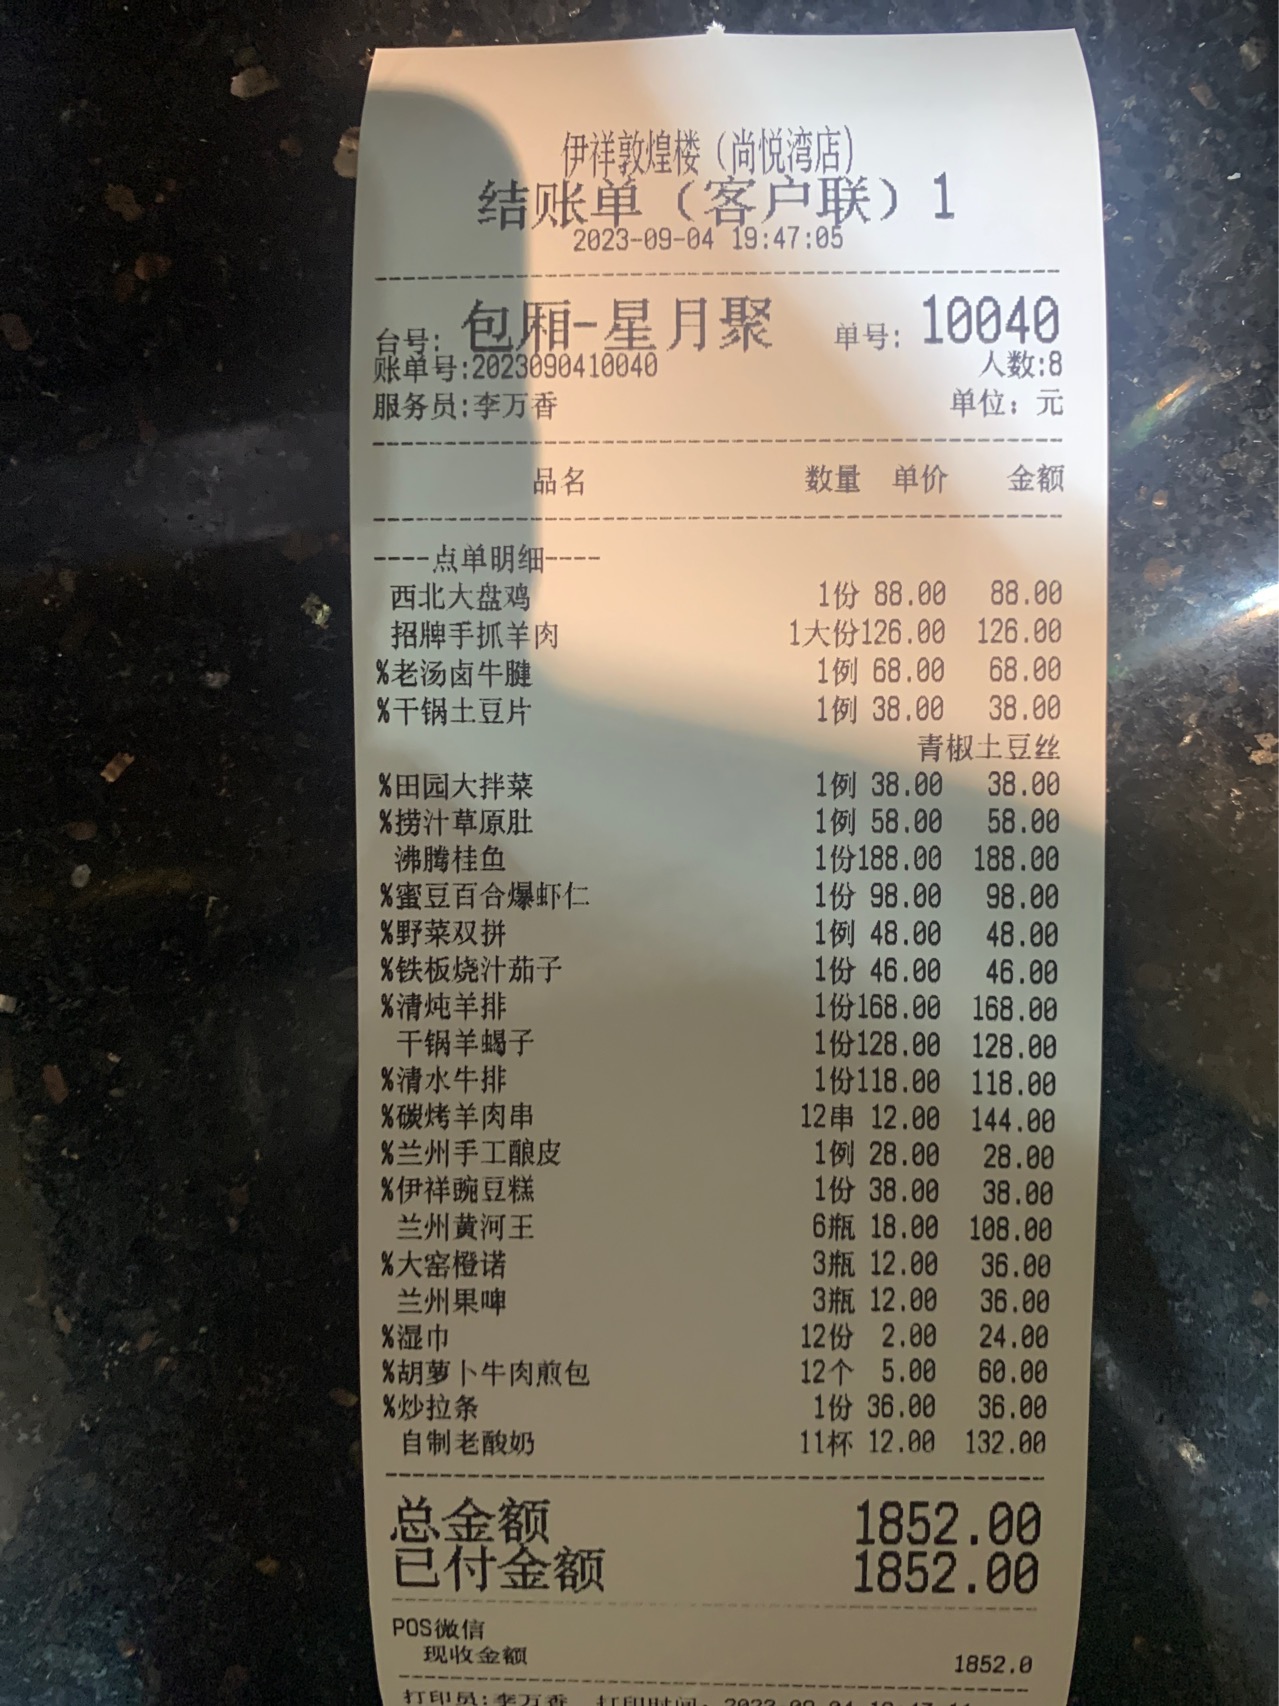 伊祥敦煌楼（尚悦湾店）
结账单（客户联）1
2023-09-04 19:47:05
台号: 包厢-星月聚 单号: 10040
账单号:2023090410040 人数:8
服务员:李万香 单位: 元
品名 数量 单价 金额
----点单明细----
西北大盘鸡 1份 88.00 88.00
招牌手抓羊肉 1大份126.00 126.00
%老汤卤牛腱 1例 68.00 68.00
%干锅土豆片 1例 38.00 38.00
青椒土豆丝
%田园大拌菜 1例 38.00 38.00
%捞汁草原肚 1例 58.00 58.00
沸腾桂鱼 1份188.00 188.00
%蜜豆百合爆虾仁 1份 98.00 98.00
%野菜双拼 1例 48.00 48.00
%铁板烧汁茄子 1份 46.00 46.00
%清炖羊排 1份168.00 168.00
干锅羊蝎子 1份128.00 128.00
%清水牛排 1份118.00 118.00
%碳烤羊肉串 12串 12.00 144.00
%兰州手工酿皮 1例 28.00 28.00
%伊祥豌豆糕 1份 38.00 38.00
兰州黄河王 6瓶 18.00 108.00
%大窑橙诺 3瓶 12.00 36.00
兰州果啤 3瓶 12.00 36.00
%湿巾 12份 2.00 24.00
%胡萝卜牛肉煎包 12个 5.00 60.00
%炒拉条 1份 36.00 36.00
自制老酸奶 11杯 12.00 132.00
总金额 1852.00
已付金额 1852.00
POS微信
现收金额 1852.0
打印员:李万香 打印时间: 2023-09-04 19:47